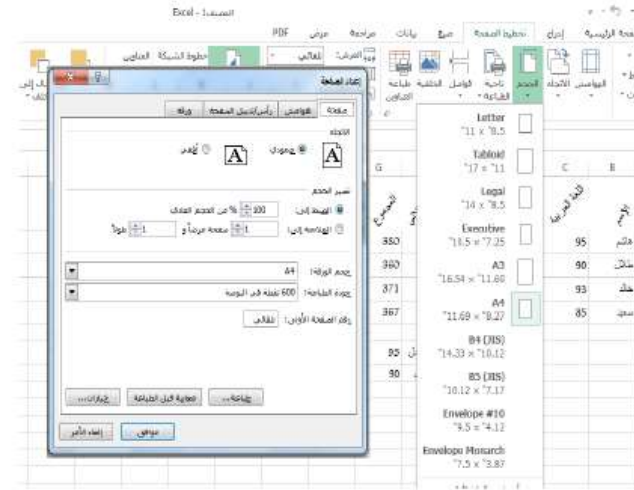 Excel - المستند1
الصفحة الرئيسية إدراج تخطيط الصفحة صيغ بيانات مراجعة عرض PDF
الهوامش الاتجاه الحجم ناحية الطباعة فواصل الخلفية طباعة العناوين
العرض: تلقائي
خطوط الشبكة العناوين
Letter
"11 x "8.5
Tabloid
"17 x "11
Legal
"14 x "8.5
Executive
"10.5 x "7.25
A3
"16.54 x "11.69
A4
"11.69 x "8.27
B4 (JIS)
"14.33 x "10.12
B5 (JIS)
"10.12 x "7.17
Envelope #10
"9.5 x "4.12
Envelope Monarch
"7.5 x "3.87
B C G
الإسم اللغة العربية المجموع
هاشم 95 380
طلال 90 360
خالد 93 371
سعيد 85 367
95
90
إعداد الصفحة
صفحة هوامش رأس/تذييل الصفحة ورقة
الاتجاه
عمودي أفقي
تغيير الحجم
الضبط إلى: 100 % من الحجم العادي
الملاءمة إلى: 1 صفحة عرضاً و 1 طولاً
حجم الورقة: A4
جودة الطباعة: 600 نقطة في البوصة
رقم الصفحة الأولى: تلقائي
طباعة... معاينة قبل الطباعة خيارات...
موافق إلغاء الأمر